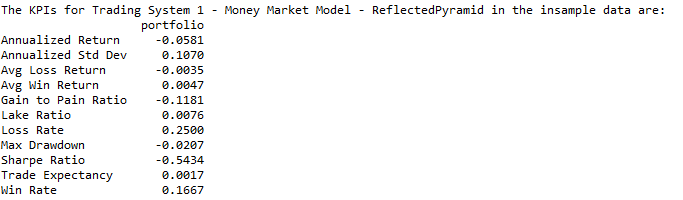 The KPIs for Trading System 1 - Money Market Model - ReflectedPyramid in the insample data are:
portfolio
Annualized Return -0.0581
Annualized Std Dev 0.1070
Avg Loss Return -0.0035
Avg Win Return 0.0047
Gain to Pain Ratio -0.1181
Lake Ratio 0.0076
Loss Rate 0.2500
Max Drawdown -0.0207
Sharpe Ratio -0.5434
Trade Expectancy 0.0017
Win Rate 0.1667